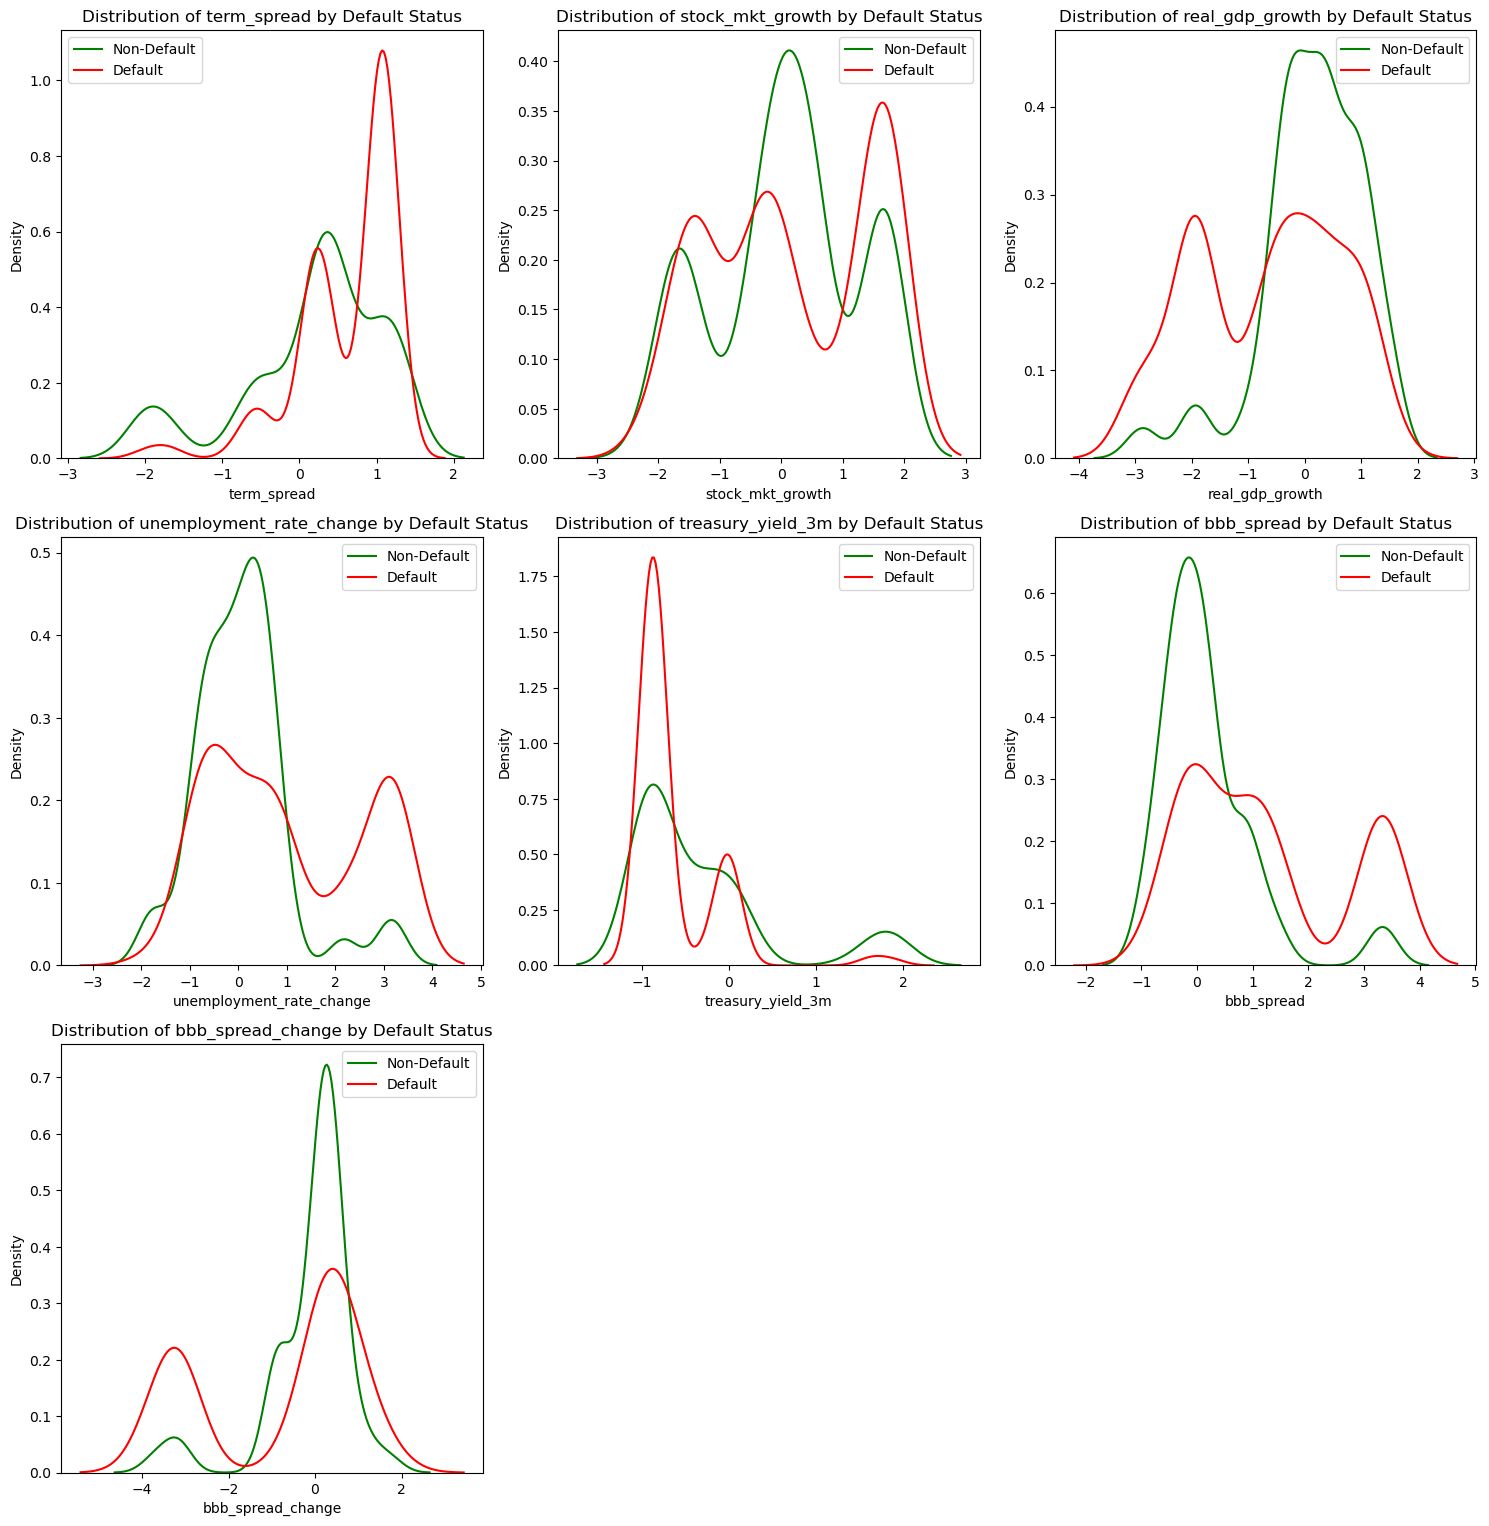 Distribution of term_spread by Default Status
Non-Default
Default
Density
1.0
0.8
0.6
0.4
0.2
0.0
−3 −2 −1 0 1 2
term_spread
Distribution of stock_mkt_growth by Default Status
Non-Default
Default
Density
0.40
0.35
0.30
0.25
0.20
0.15
0.10
0.05
0.00
−3 −2 −1 0 1 2 3
stock_mkt_growth
Distribution of real_gdp_growth by Default Status
Non-Default
Default
Density
0.4
0.3
0.2
0.1
0.0
−4 −3 −2 −1 0 1 2 3
real_gdp_growth
Distribution of unemployment_rate_change by Default Status
Non-Default
Default
Density
0.5
0.4
0.3
0.2
0.1
0.0
−3 −2 −1 0 1 2 3 4 5
unemployment_rate_change
Distribution of treasury_yield_3m by Default Status
Non-Default
Default
Density
1.75
1.50
1.25
1.00
0.75
0.50
0.25
0.00
−1 0 1 2
treasury_yield_3m
Distribution of bbb_spread by Default Status
Non-Default
Default
Density
0.6
0.5
0.4
0.3
0.2
0.1
0.0
−2 −1 0 1 2 3 4 5
bbb_spread
Distribution of bbb_spread_change by Default Status
Non-Default
Default
Density
0.7
0.6
0.5
0.4
0.3
0.2
0.1
0.0
−4 −2 0 2
bbb_spread_change